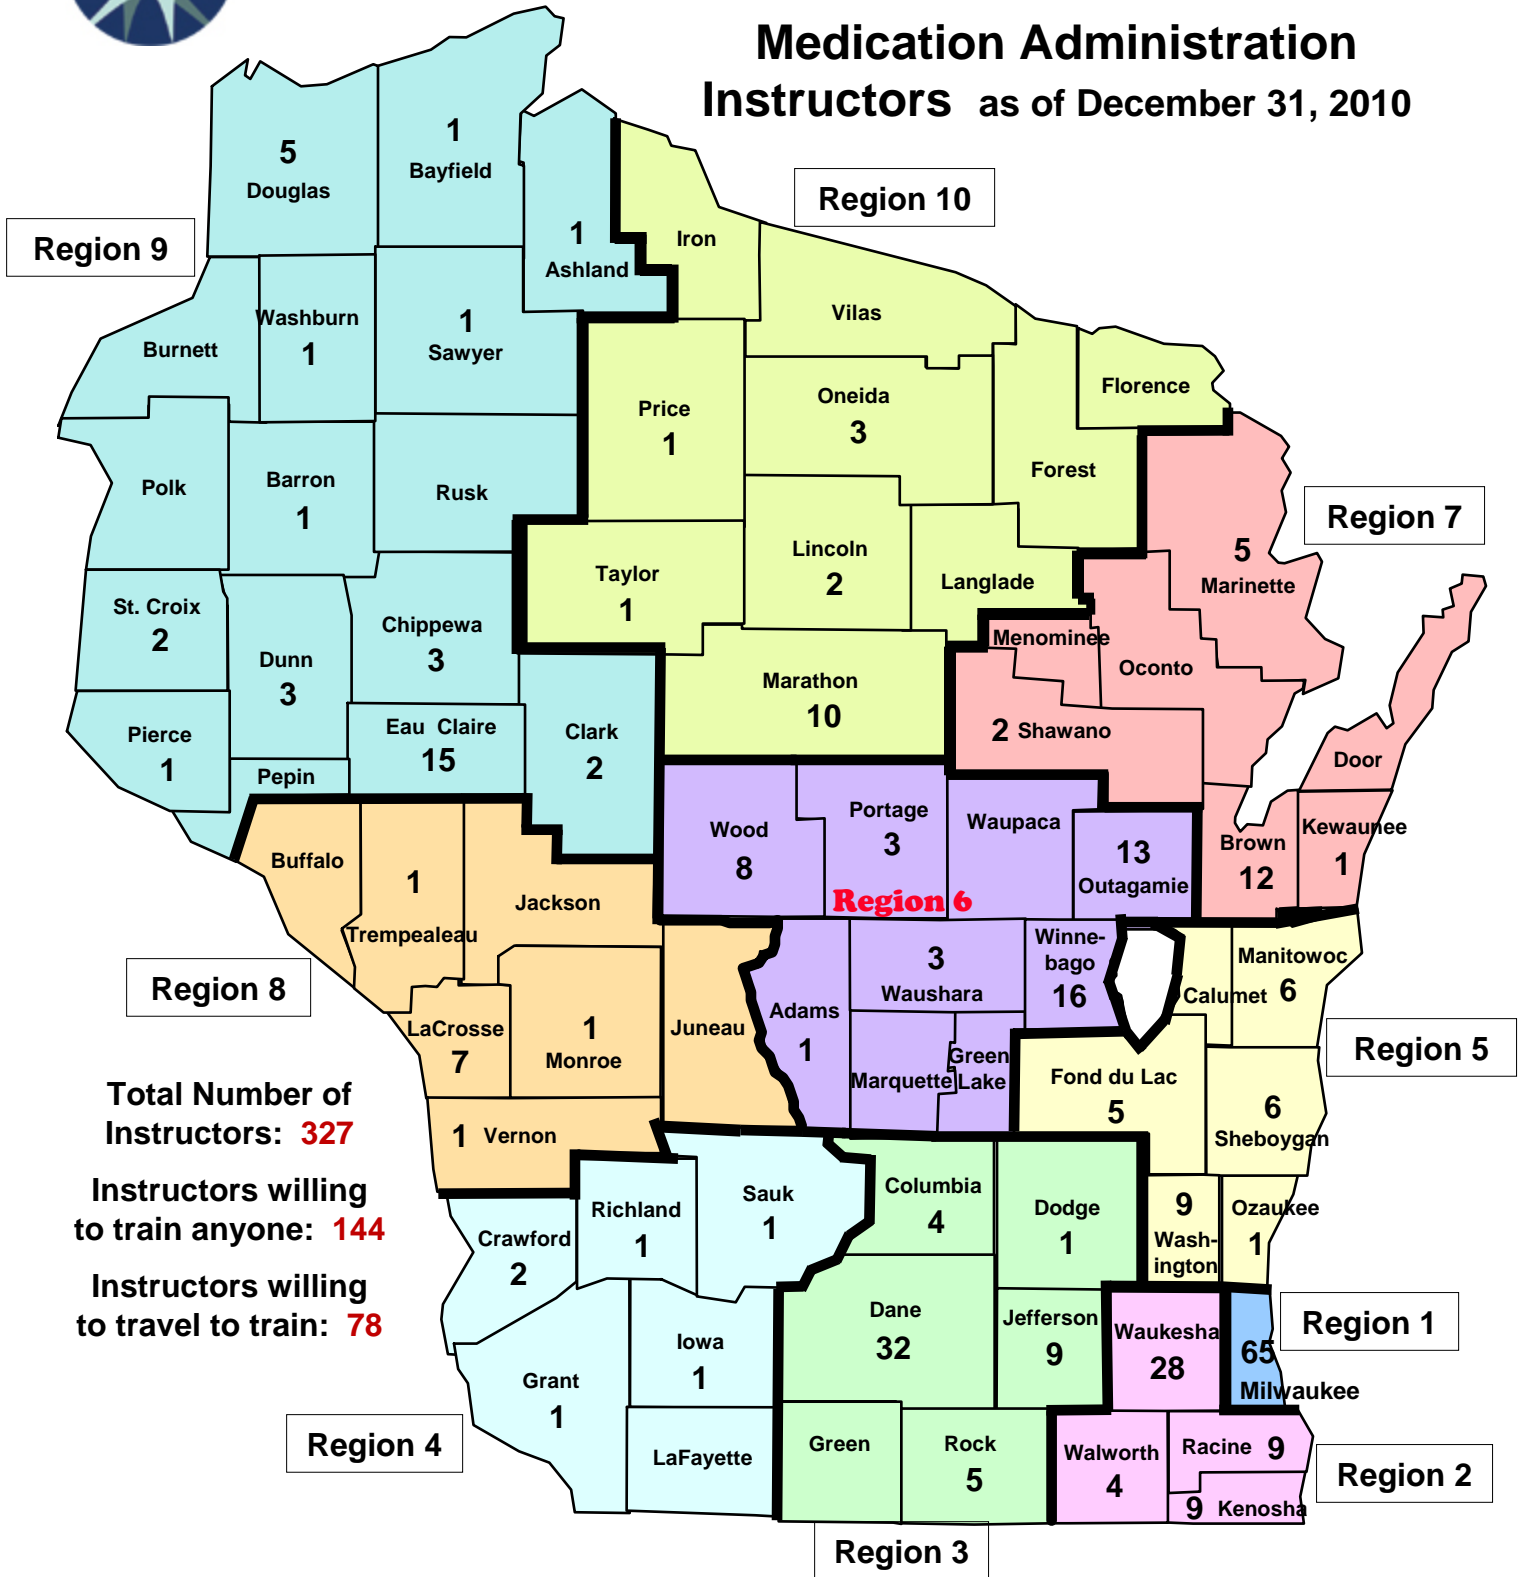 Medication Administration
Instructors as of December 31, 2010
Region 10
Region 9
5
Douglas
1
Bayfield
1
Ashland
Iron
Vilas
Burnett
Washburn
1
1
Sawyer
Price
1
Oneida
3
Florence
Forest
Polk
Barron
1
Rusk
Region 7
5
Marinette
Taylor
1
Lincoln
2
Langlade
St. Croix
2
Dunn
3
Chippewa
3
Menominee
Oconto
Marathon
10
2 Shawano
Pierce
1
Pepin
Eau Claire
15
Clark
2
Door
Wood
8
Portage
3
Waupaca
13
Outagamie
Brown
12
Kewaunee
1
Region 6
Buffalo
1
Trempealeau
Jackson
Region 8
LaCrosse
7
1
Monroe
Juneau
Adams
1
3
Waushara
Winne-
bago
16
Marquette
Green
Lake
Calumet
Manitowoc
6
Region 5
Fond du Lac
5
6
Sheboygan
Total Number of
Instructors: 327
Instructors willing
to train anyone: 144
Instructors willing
to travel to train: 78
1 Vernon
Crawford
2
Richland
1
Sauk
1
Columbia
4
Dodge
1
9
Wash-
ington
Ozaukee
1
Dane
32
Jefferson
9
Waukesha
28
65
Milwaukee
Region 1
Grant
1
Iowa
1
LaFayette
Region 4
Green
Rock
5
Walworth
4
Racine 9
9 Kenosha
Region 2
Region 3